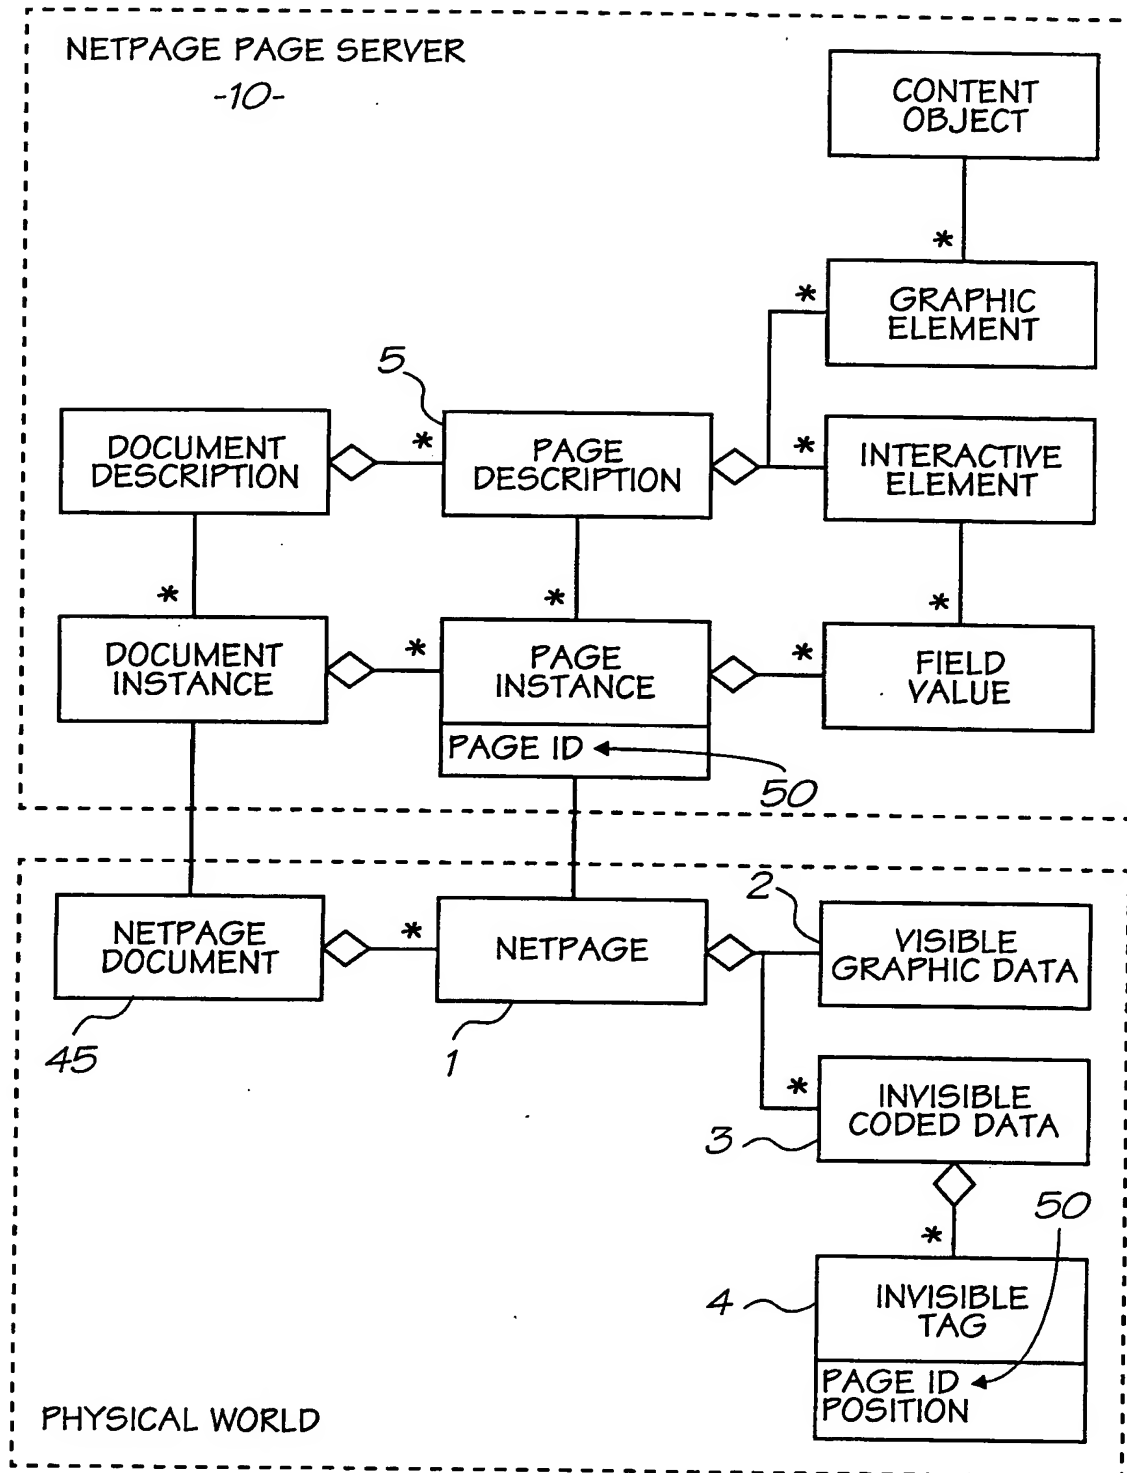 NETPAGE PAGE SERVER
-10-
CONTENT
OBJECT
*
*
GRAPHIC
ELEMENT
5
DOCUMENT
DESCRIPTION
*
PAGE
DESCRIPTION
*
INTERACTIVE
ELEMENT
*
*
*
DOCUMENT
INSTANCE
*
PAGE
INSTANCE
*
FIELD
VALUE
PAGE ID
50
NETPAGE
DOCUMENT
*
NETPAGE
2
VISIBLE
GRAPHIC DATA
45
1
*
INVISIBLE
CODED DATA
3
50
*
4
INVISIBLE
TAG
PAGE ID
POSITION
PHYSICAL WORLD